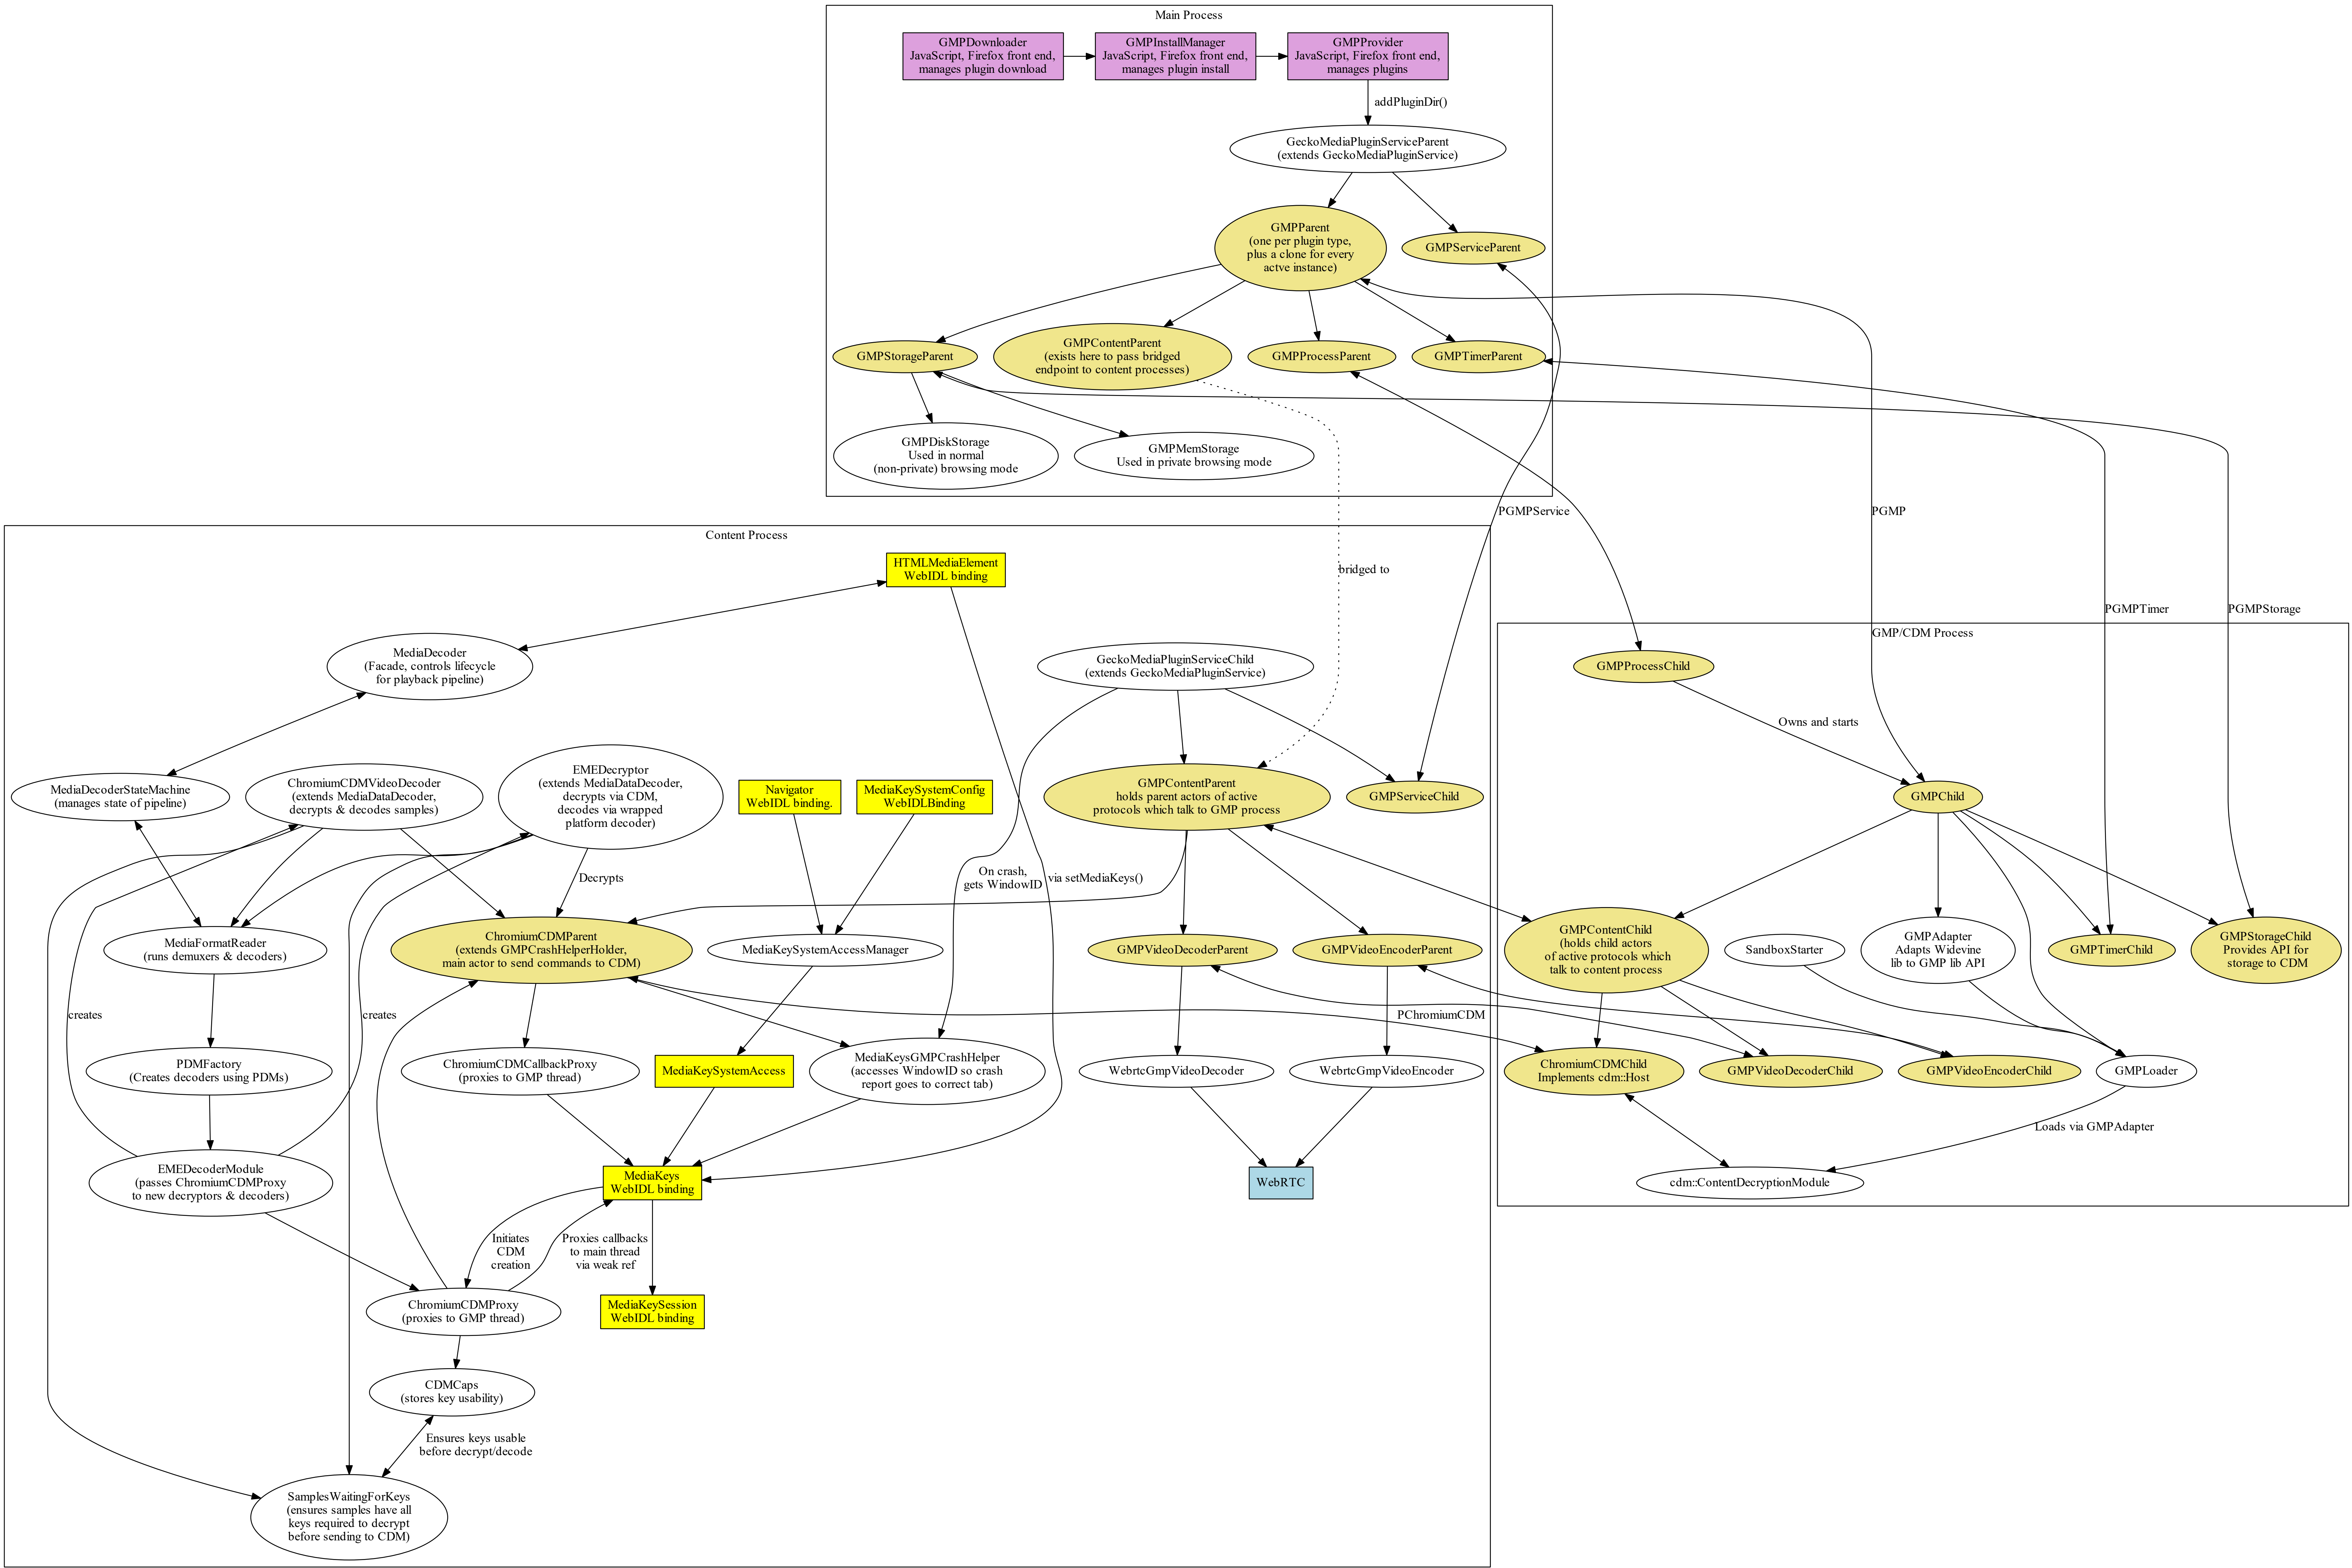 Main Process
GMPDownloader
JavaScript, Firefox front end,
manages plugin download
GMPInstallManager
JavaScript, Firefox front end,
manages plugin install
GMPProvider
JavaScript, Firefox front end,
manages plugins
addPluginDir()
GeckoMediaPluginServiceParent
(extends GeckoMediaPluginService)
GMPParent
(one per plugin type,
plus a clone for every
actve instance)
GMPServiceParent
GMPStorageParent
GMPContentParent
(exists here to pass bridged
endpoint to content processes)
GMPProcessParent
GMPTimerParent
GMPDiskStorage
Used in normal
(non-private) browsing mode
GMPMemStorage
Used in private browsing mode
PGMPService
PGMP
bridged to
PGMPTimer
PGMPStorage
Content Process
HTMLMediaElement
WebIDL binding
MediaDecoder
(Facade, controls lifecycle
for playback pipeline)
GeckoMediaPluginServiceChild
(extends GeckoMediaPluginService)
MediaDecoderStateMachine
(manages state of pipeline)
ChromiumCDMVideoDecoder
(extends MediaDataDecoder,
decrypts & decodes samples)
EMEDecryptor
(extends MediaDataDecoder,
decrypts via CDM,
decodes via wrapped
platform decoder)
Navigator
WebIDL binding.
MediaKeySystemConfig
WebIDLBinding
GMPContentParent
holds parent actors of active
protocols which talk to GMP process
GMPServiceChild
Decrypts
On crash,
gets WindowID
via setMediaKeys()
MediaFormatReader
(runs demuxers & decoders)
ChromiumCDMParent
(extends GMPCrashHelperHolder,
main actor to send commands to CDM)
MediaKeySystemAccessManager
GMPVideoDecoderParent
GMPVideoEncoderParent
creates
creates
PChromiumCDM
PDMFactory
(Creates decoders using PDMs)
ChromiumCDMCallbackProxy
(proxies to GMP thread)
MediaKeySystemAccess
MediaKeysGMPCrashHelper
(accesses WindowID so crash
report goes to correct tab)
WebrtcGmpVideoDecoder
WebrtcGmpVideoEncoder
EMEDecoderModule
(passes ChromiumCDMProxy
to new decryptors & decoders)
MediaKeys
WebIDL binding
WebRTC
Initiates
CDM
creation
Proxies callbacks
to main thread
via weak ref
ChromiumCDMProxy
(proxies to GMP thread)
MediaKeySession
WebIDL binding
CDMCaps
(stores key usability)
Ensures keys usable
before decrypt/decode
SamplesWaitingForKeys
(ensures samples have all
keys required to decrypt
before sending to CDM)
GMP/CDM Process
GMPProcessChild
Owns and starts
GMPChild
GMPContentChild
(holds child actors
of active protocols which
talk to content process
SandboxStarter
GMPAdapter
Adapts Widevine
lib to GMP lib API
GMPTimerChild
GMPStorageChild
Provides API for
storage to CDM
ChromiumCDMChild
Implements cdm::Host
GMPVideoDecoderChild
GMPVideoEncoderChild
GMPLoader
Loads via GMPAdapter
cdm::ContentDecryptionModule